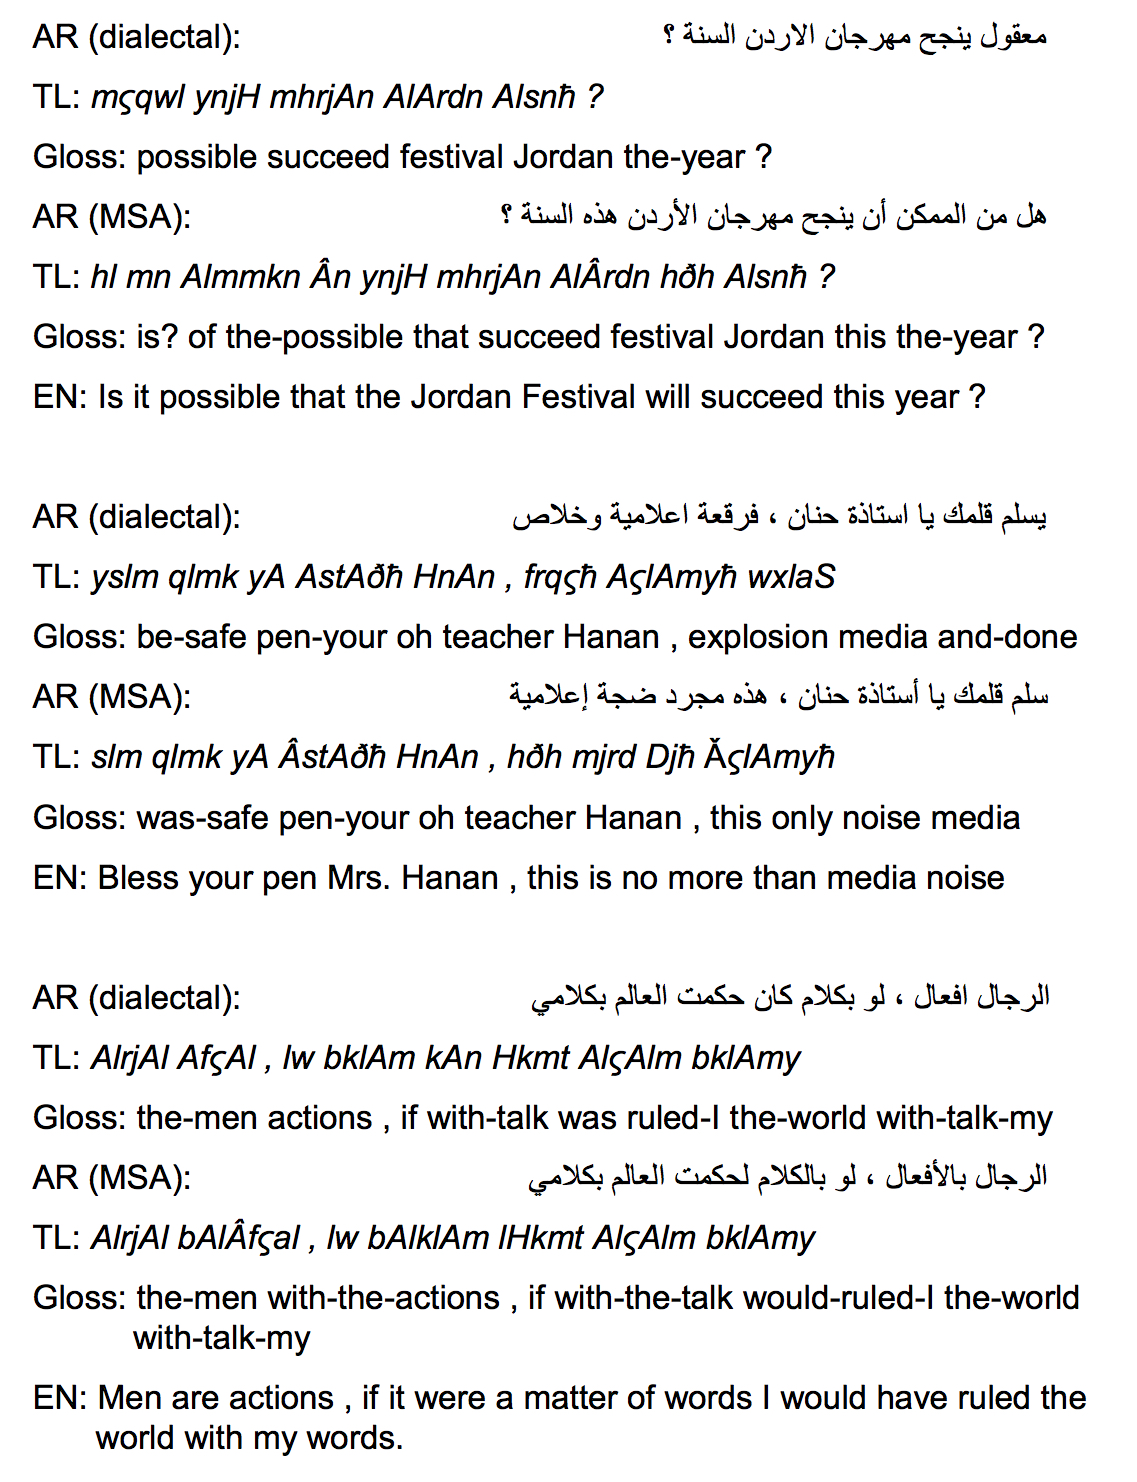 AR (dialectal): معقول ينجح مهرجان الاردن السنة ؟
TL: mςqwl ynjH mhrjAn AlArdn Alsnħ ?
Gloss: possible succeed festival Jordan the-year ?
AR (MSA): هل من الممكن أن ينجح مهرجان الأردن هذه السنة ؟
TL: hl mn Almmkn Ân ynjH mhrjAn AlÂrdn hðh Alsnħ ?
Gloss: is? of the-possible that succeed festival Jordan this the-year ?
EN: Is it possible that the Jordan Festival will succeed this year ?
AR (dialectal): يسلم قلمك يا استاذة حنان ، فرقعة اعلامية وخلاص
TL: yslm qlmk yA AstAðħ HnAn , frqςħ AςlAmyħ wxlaS
Gloss: be-safe pen-your oh teacher Hanan , explosion media and-done
AR (MSA): سلم قلمك يا أستاذة حنان ، هذه مجرد ضجة إعلامية
TL: slm qlmk yA ÂstAðħ HnAn , hðh mjrd Djħ ǍςlAmyħ
Gloss: was-safe pen-your oh teacher Hanan , this only noise media
EN: Bless your pen Mrs. Hanan , this is no more than media noise
AR (dialectal): الرجال افعال ، لو بكلام كان حكمت العالم بكلامي
TL: AlrjAl AfςAl , lw bklAm kAn Hkmt AlςAlm bklAmy
Gloss: the-men actions , if with-talk was ruled-I the-world with-talk-my
AR (MSA): الرجال بالأفعال ، لو بالكلام لحكمت العالم بكلامي
TL: AlrjAl bAlÂfςal , lw bAlklAm lHkmt AlςAlm bklAmy
Gloss: the-men with-the-actions , if with-the-talk would-ruled-I the-world
with-talk-my
EN: Men are actions , if it were a matter of words I would have ruled the
world with my words.